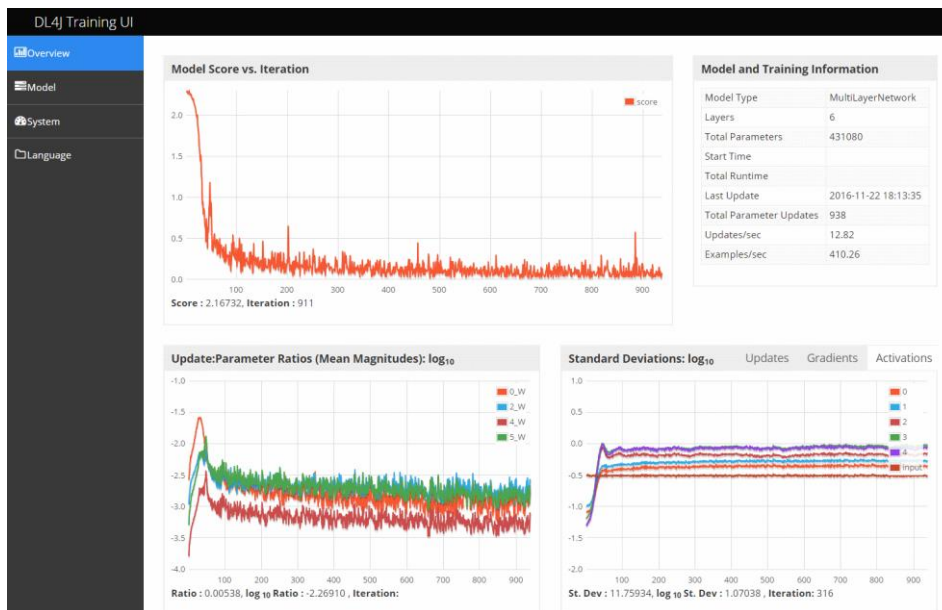 DL4J Training UI
Overview
Model
System
Language
Model Score vs. Iteration
score
2.0
1.5
1.0
0.5
0.0
100 200 300 400 500 600 700 800 900
Score : 2.16732, Iteration : 911
Model and Training Information
Model Type MultiLayerNetwork
Layers 6
Total Parameters 431080
Start Time
Total Runtime
Last Update 2016-11-22 18:13:35
Total Parameter Updates 938
Updates/sec 12.82
Examples/sec 410.26
Update:Parameter Ratios (Mean Magnitudes): log₁₀
-1.0
-1.5
-2.0
-2.5
-3.0
-3.5
-4.0
0_W
2_W
4_W
5_W
100 200 300 400 500 600 700 800 900
Ratio : 0.00538, log ₁₀ Ratio : -2.26910 , Iteration:
Standard Deviations: log₁₀ Updates Gradients Activations
1.0
0.5
0.0
-0.5
-1.0
-1.5
-2.0
0
1
2
3
4
Input
100 200 300 400 500 600 700 800 900
St. Dev : 11.75934, log ₁₀ St. Dev : 1.07038 , Iteration: 316